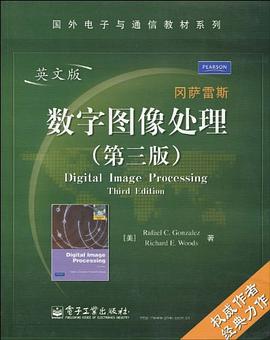 国外电子与通信教材系列
英文版
PEARSON
冈萨雷斯
数字图像处理
（第三版）
Digital Image Processing
Third Edition
[美] Rafael C. Gonzalez
Richard E. Woods 著
Digital Image
Processing
权威作者
经典力作
电子工业出版社